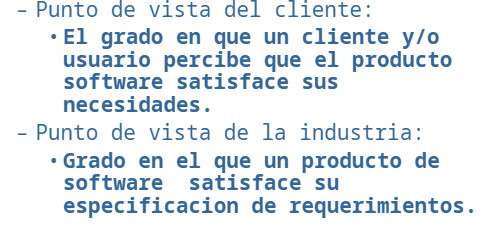 – Punto de vista del cliente:
• El grado en que un cliente y/o
usuario percibe que el producto
software satisface sus
necesidades.
– Punto de vista de la industria:
• Grado en el que un producto de
software  satisface su
especificacion de requerimientos.